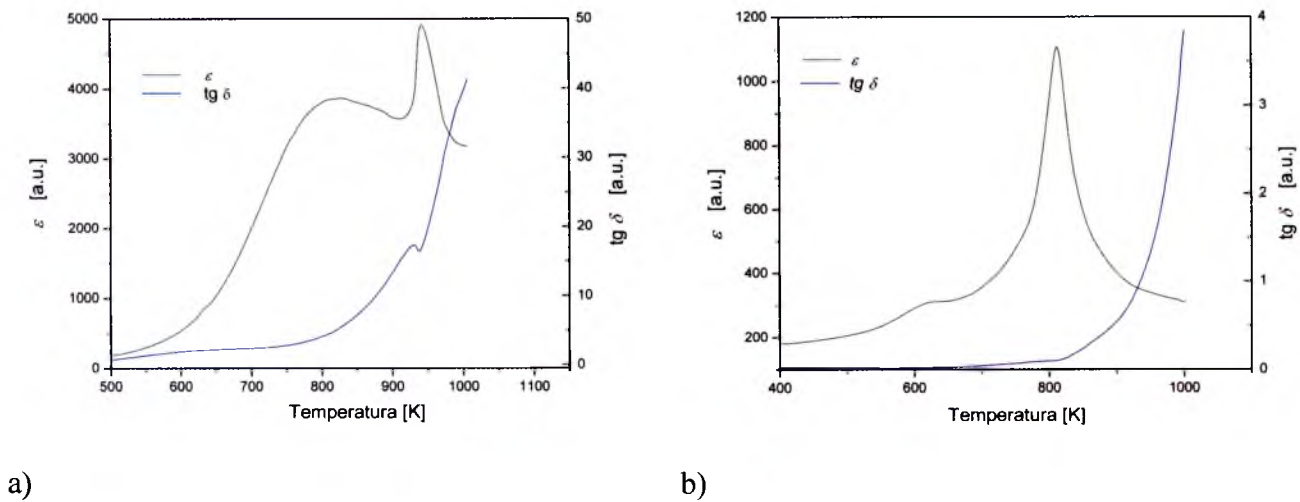 5000
4000
3000
2000
1000
0
500
600
700
800
900
1000
1100
50
40
30
20
10
0
ε [a.u.]
tg δ [a.u.]
ε
tg δ
Temperatura [K]
a)
1200
1000
800
600
400
200
400
600
800
1000
4
3
2
1
0
ε [a.u.]
tg δ [a.u.]
ε
tg δ
Temperatura [K]
b)